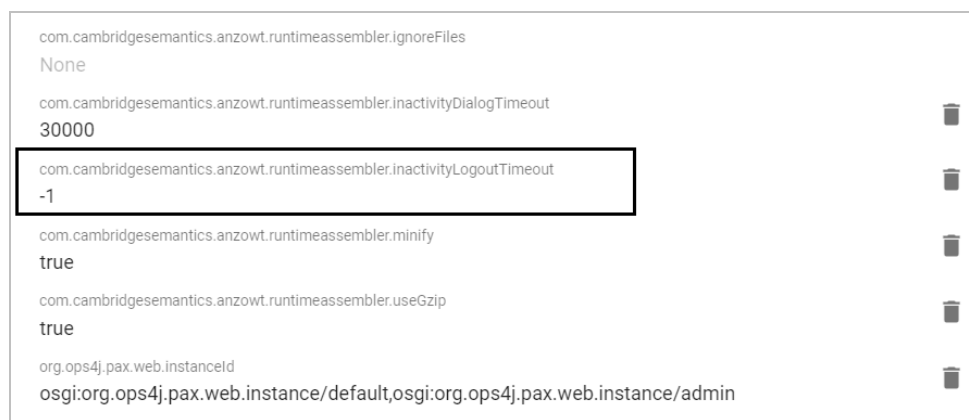 com.cambridgesemantics.anzowt.runtimeassembler.ignoreFiles
None
com.cambridgesemantics.anzowt.runtimeassembler.inactivityDialogTimeout
30000
com.cambridgesemantics.anzowt.runtimeassembler.inactivityLogoutTimeout
-1
com.cambridgesemantics.anzowt.runtimeassembler.minify
true
com.cambridgesemantics.anzowt.runtimeassembler.useGzip
true
org.ops4j.pax.web.instanceId
osgi:org.ops4j.pax.web.instance/default,osgi:org.ops4j.pax.web.instance/admin